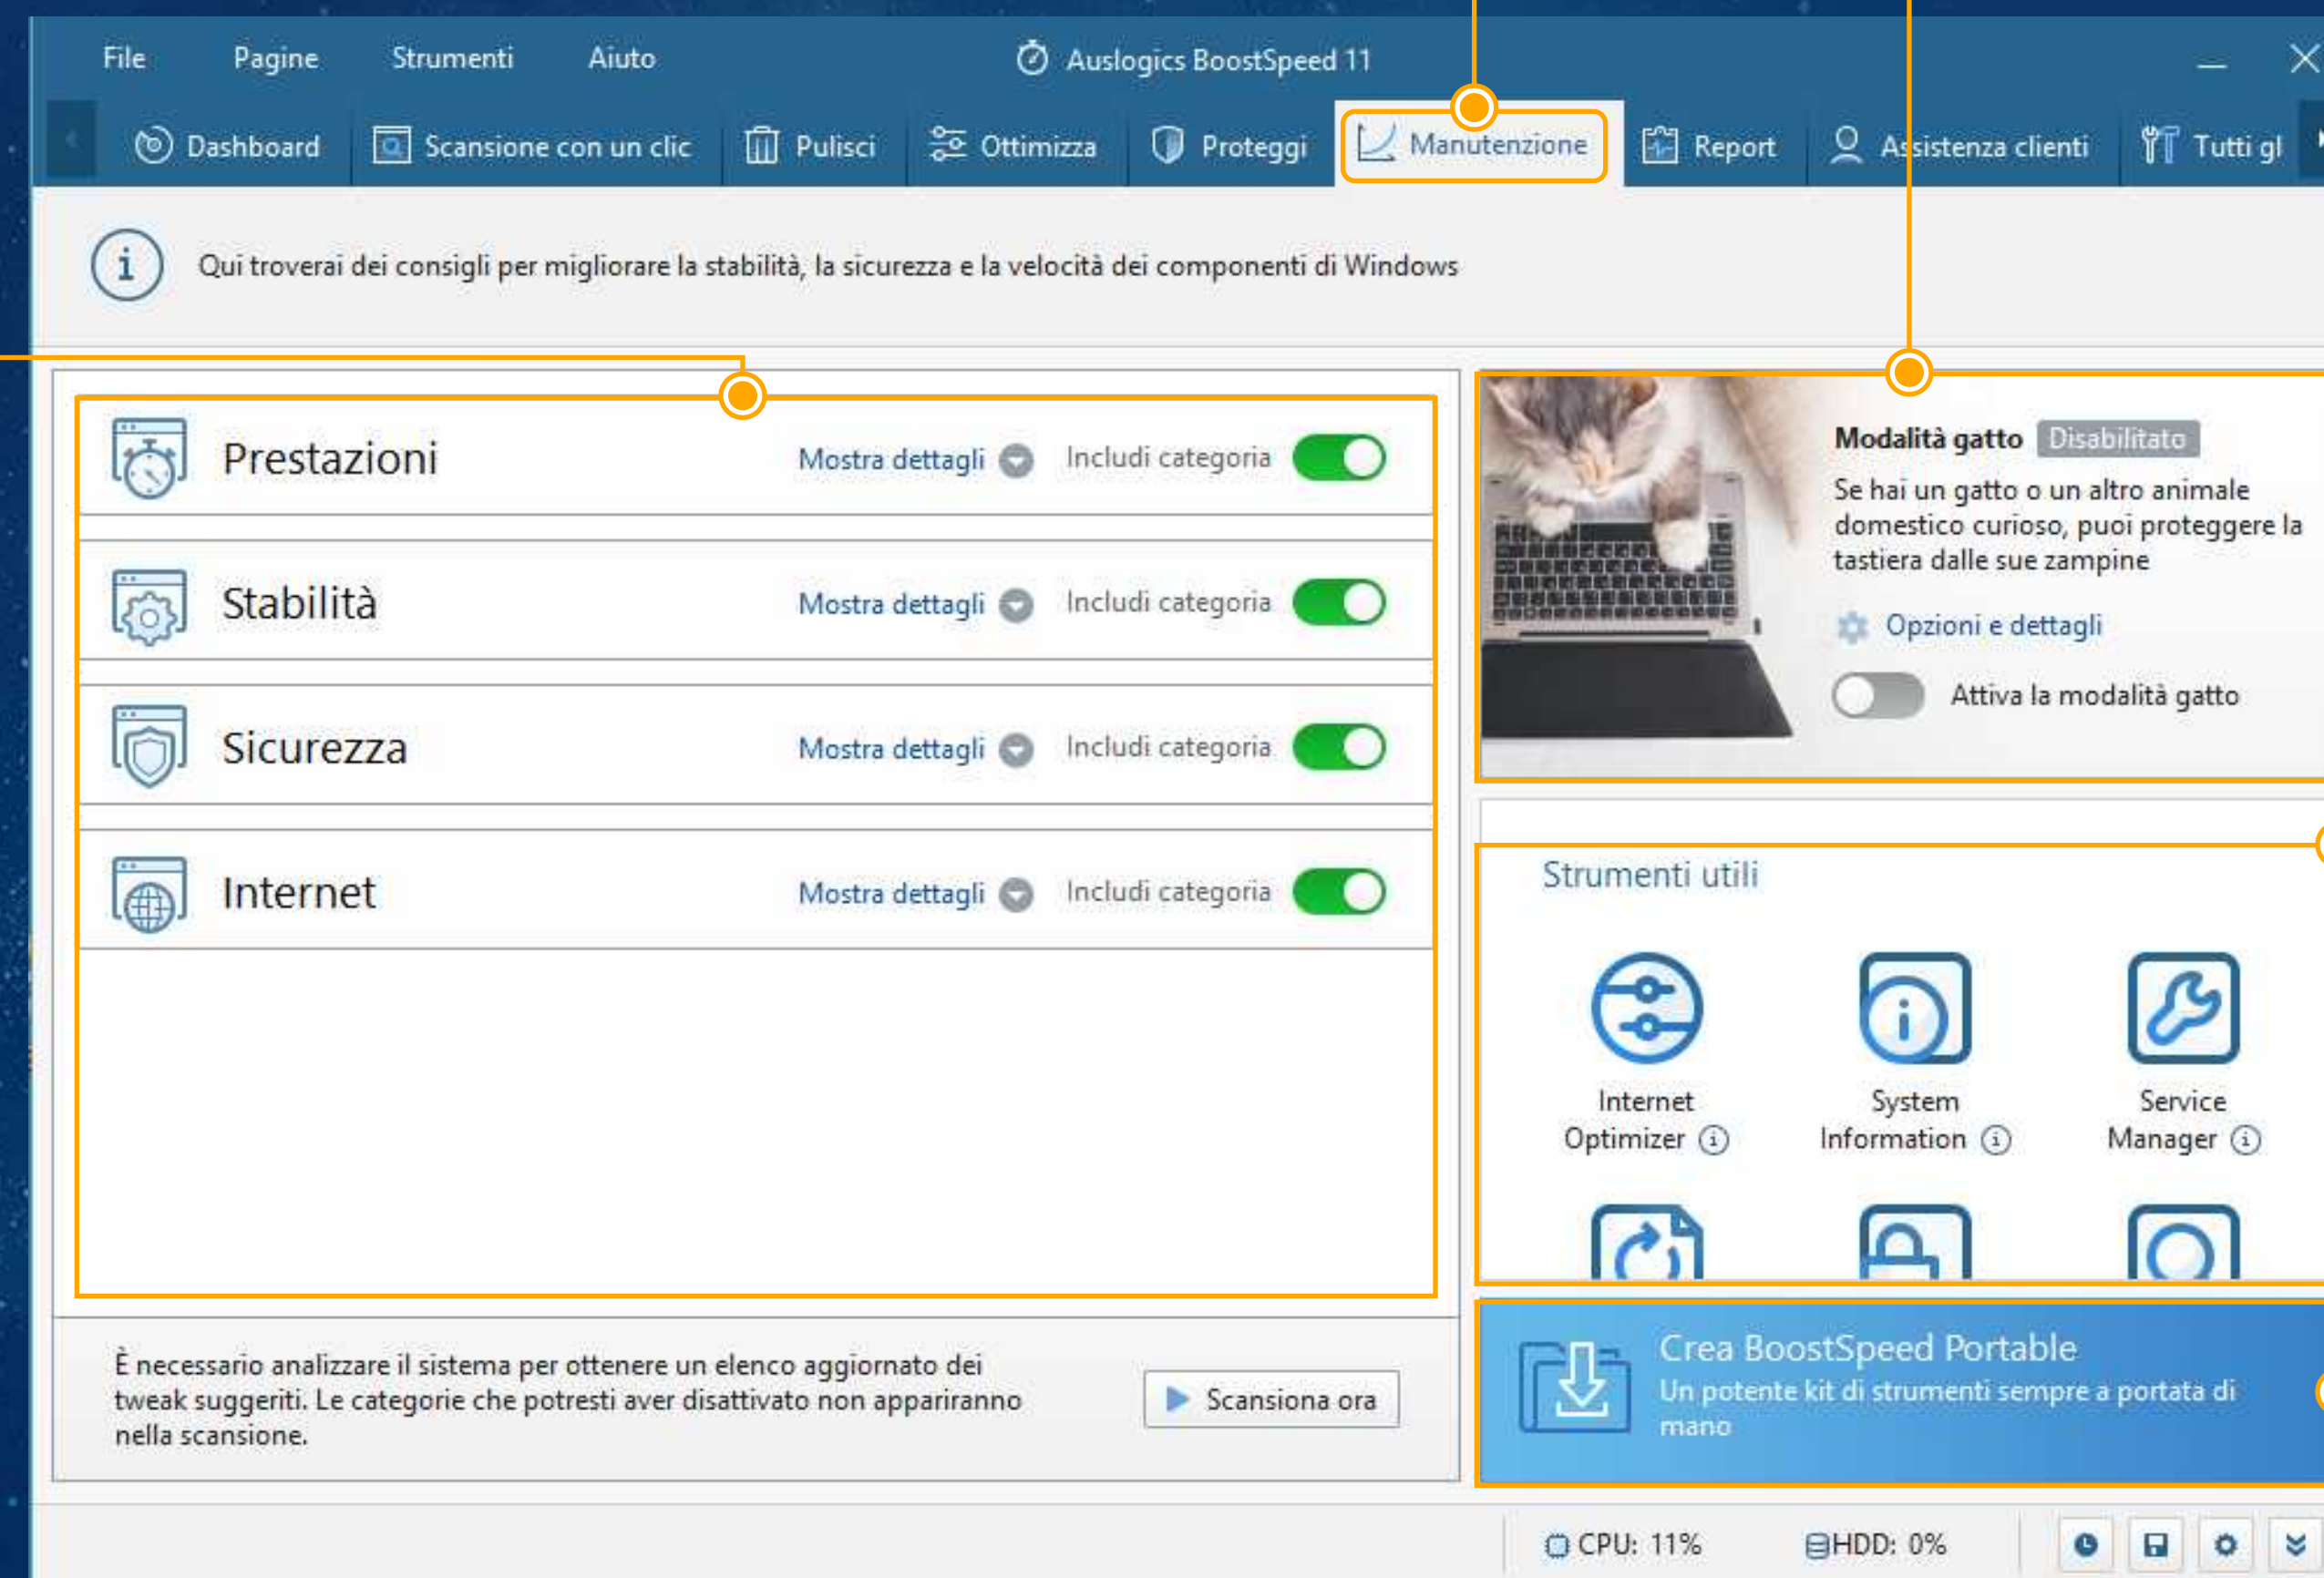 File Pagine Strumenti Aiuto Auslogics BoostSpeed 11
Dashboard Scansione con un clic Pulisci Ottimizza Proteggi Manutenzione Report Assistenza clienti Tutti gl
Qui troverai dei consigli per migliorare la stabilità, la sicurezza e la velocità dei componenti di Windows
Prestazioni Mostra dettagli Includi categoria
Stabilità Mostra dettagli Includi categoria
Sicurezza Mostra dettagli Includi categoria
Internet Mostra dettagli Includi categoria
È necessario analizzare il sistema per ottenere un elenco aggiornato dei
tweak suggeriti. Le categorie che potresti aver disattivato non appariranno
nella scansione.
Scansiona ora
Modalità gatto Disabilitato
Se hai un gatto o un altro animale
domestico curioso, puoi proteggere la
tastiera dalle sue zampine
Opzioni e dettagli
Attiva la modalità gatto
Strumenti utili
Internet
Optimizer
System
Information
Service
Manager
Crea BoostSpeed Portable
Un potente kit di strumenti sempre a portata di
mano
CPU: 11% HDD: 0%